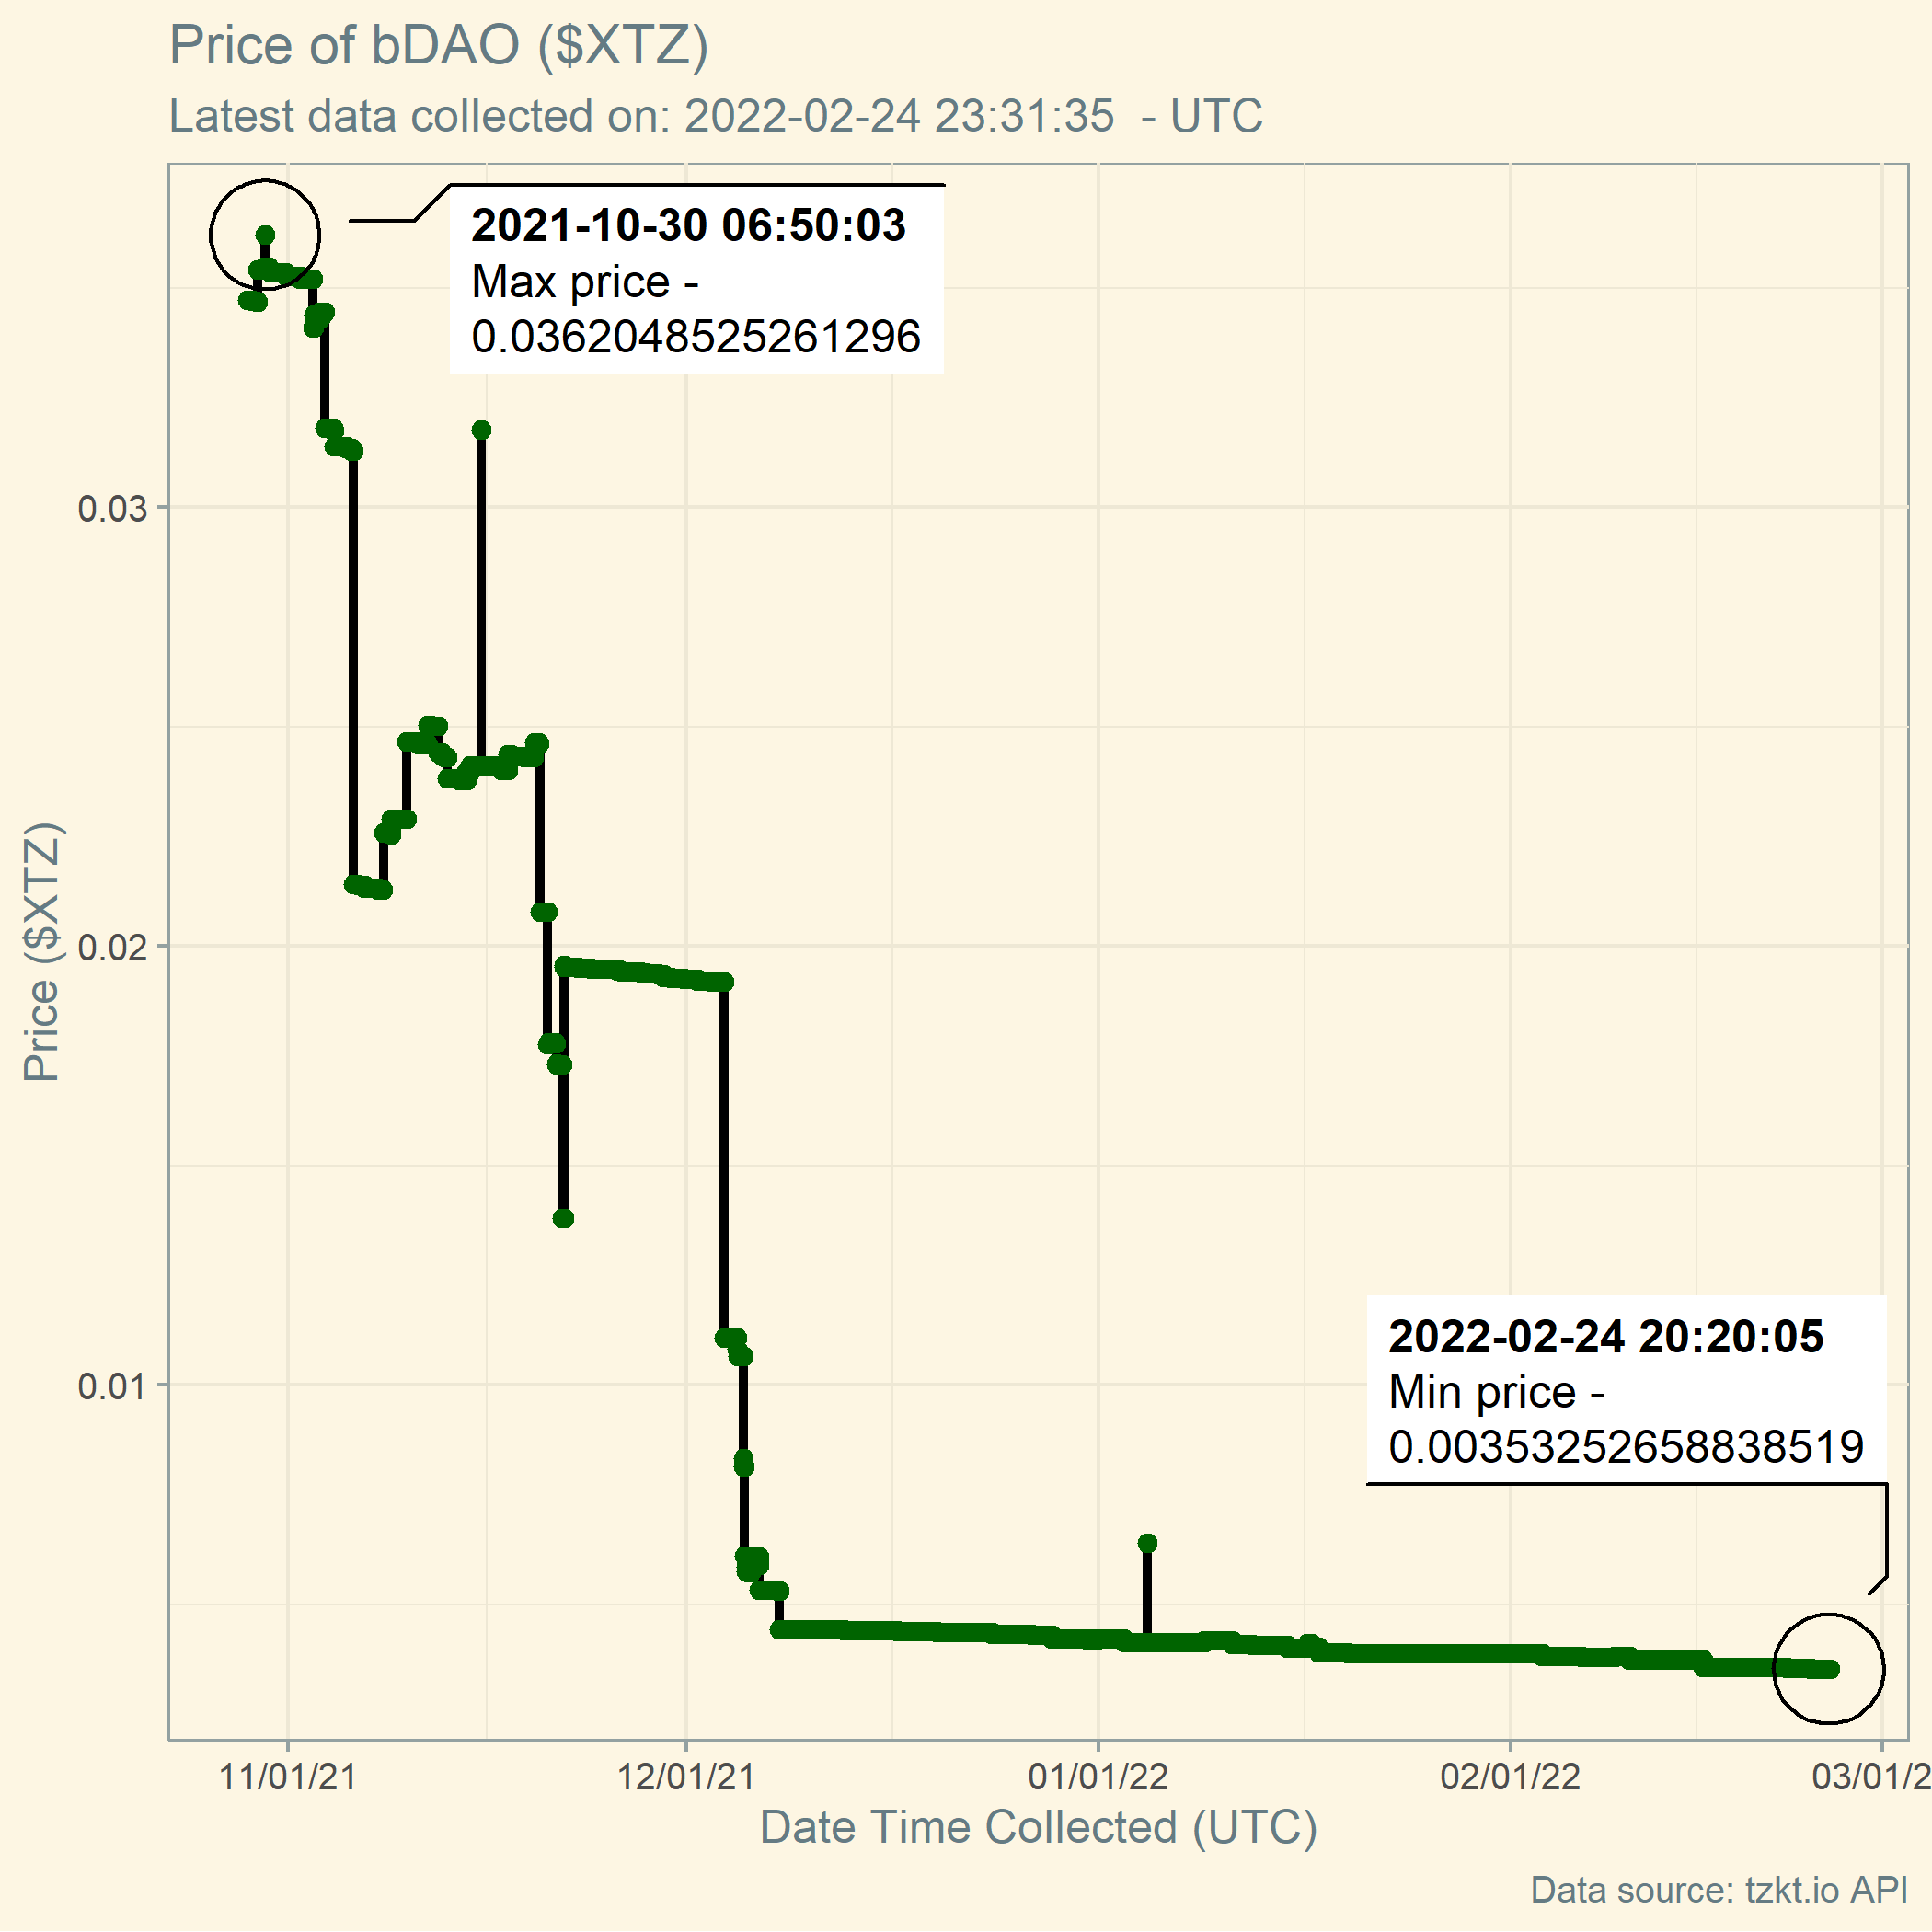 Price of bDAO ($XTZ)
Latest data collected on: 2022-02-24 23:31:35  - UTC
2021-10-30 06:50:03
Max price -
0.0362048525261296
0.03
0.02
0.01
Price ($XTZ)
2022-02-24 20:20:05
Min price -
0.00353252658838519
11/01/21
12/01/21
01/01/22
02/01/22
03/01/2
Date Time Collected (UTC)
Data source: tzkt.io API